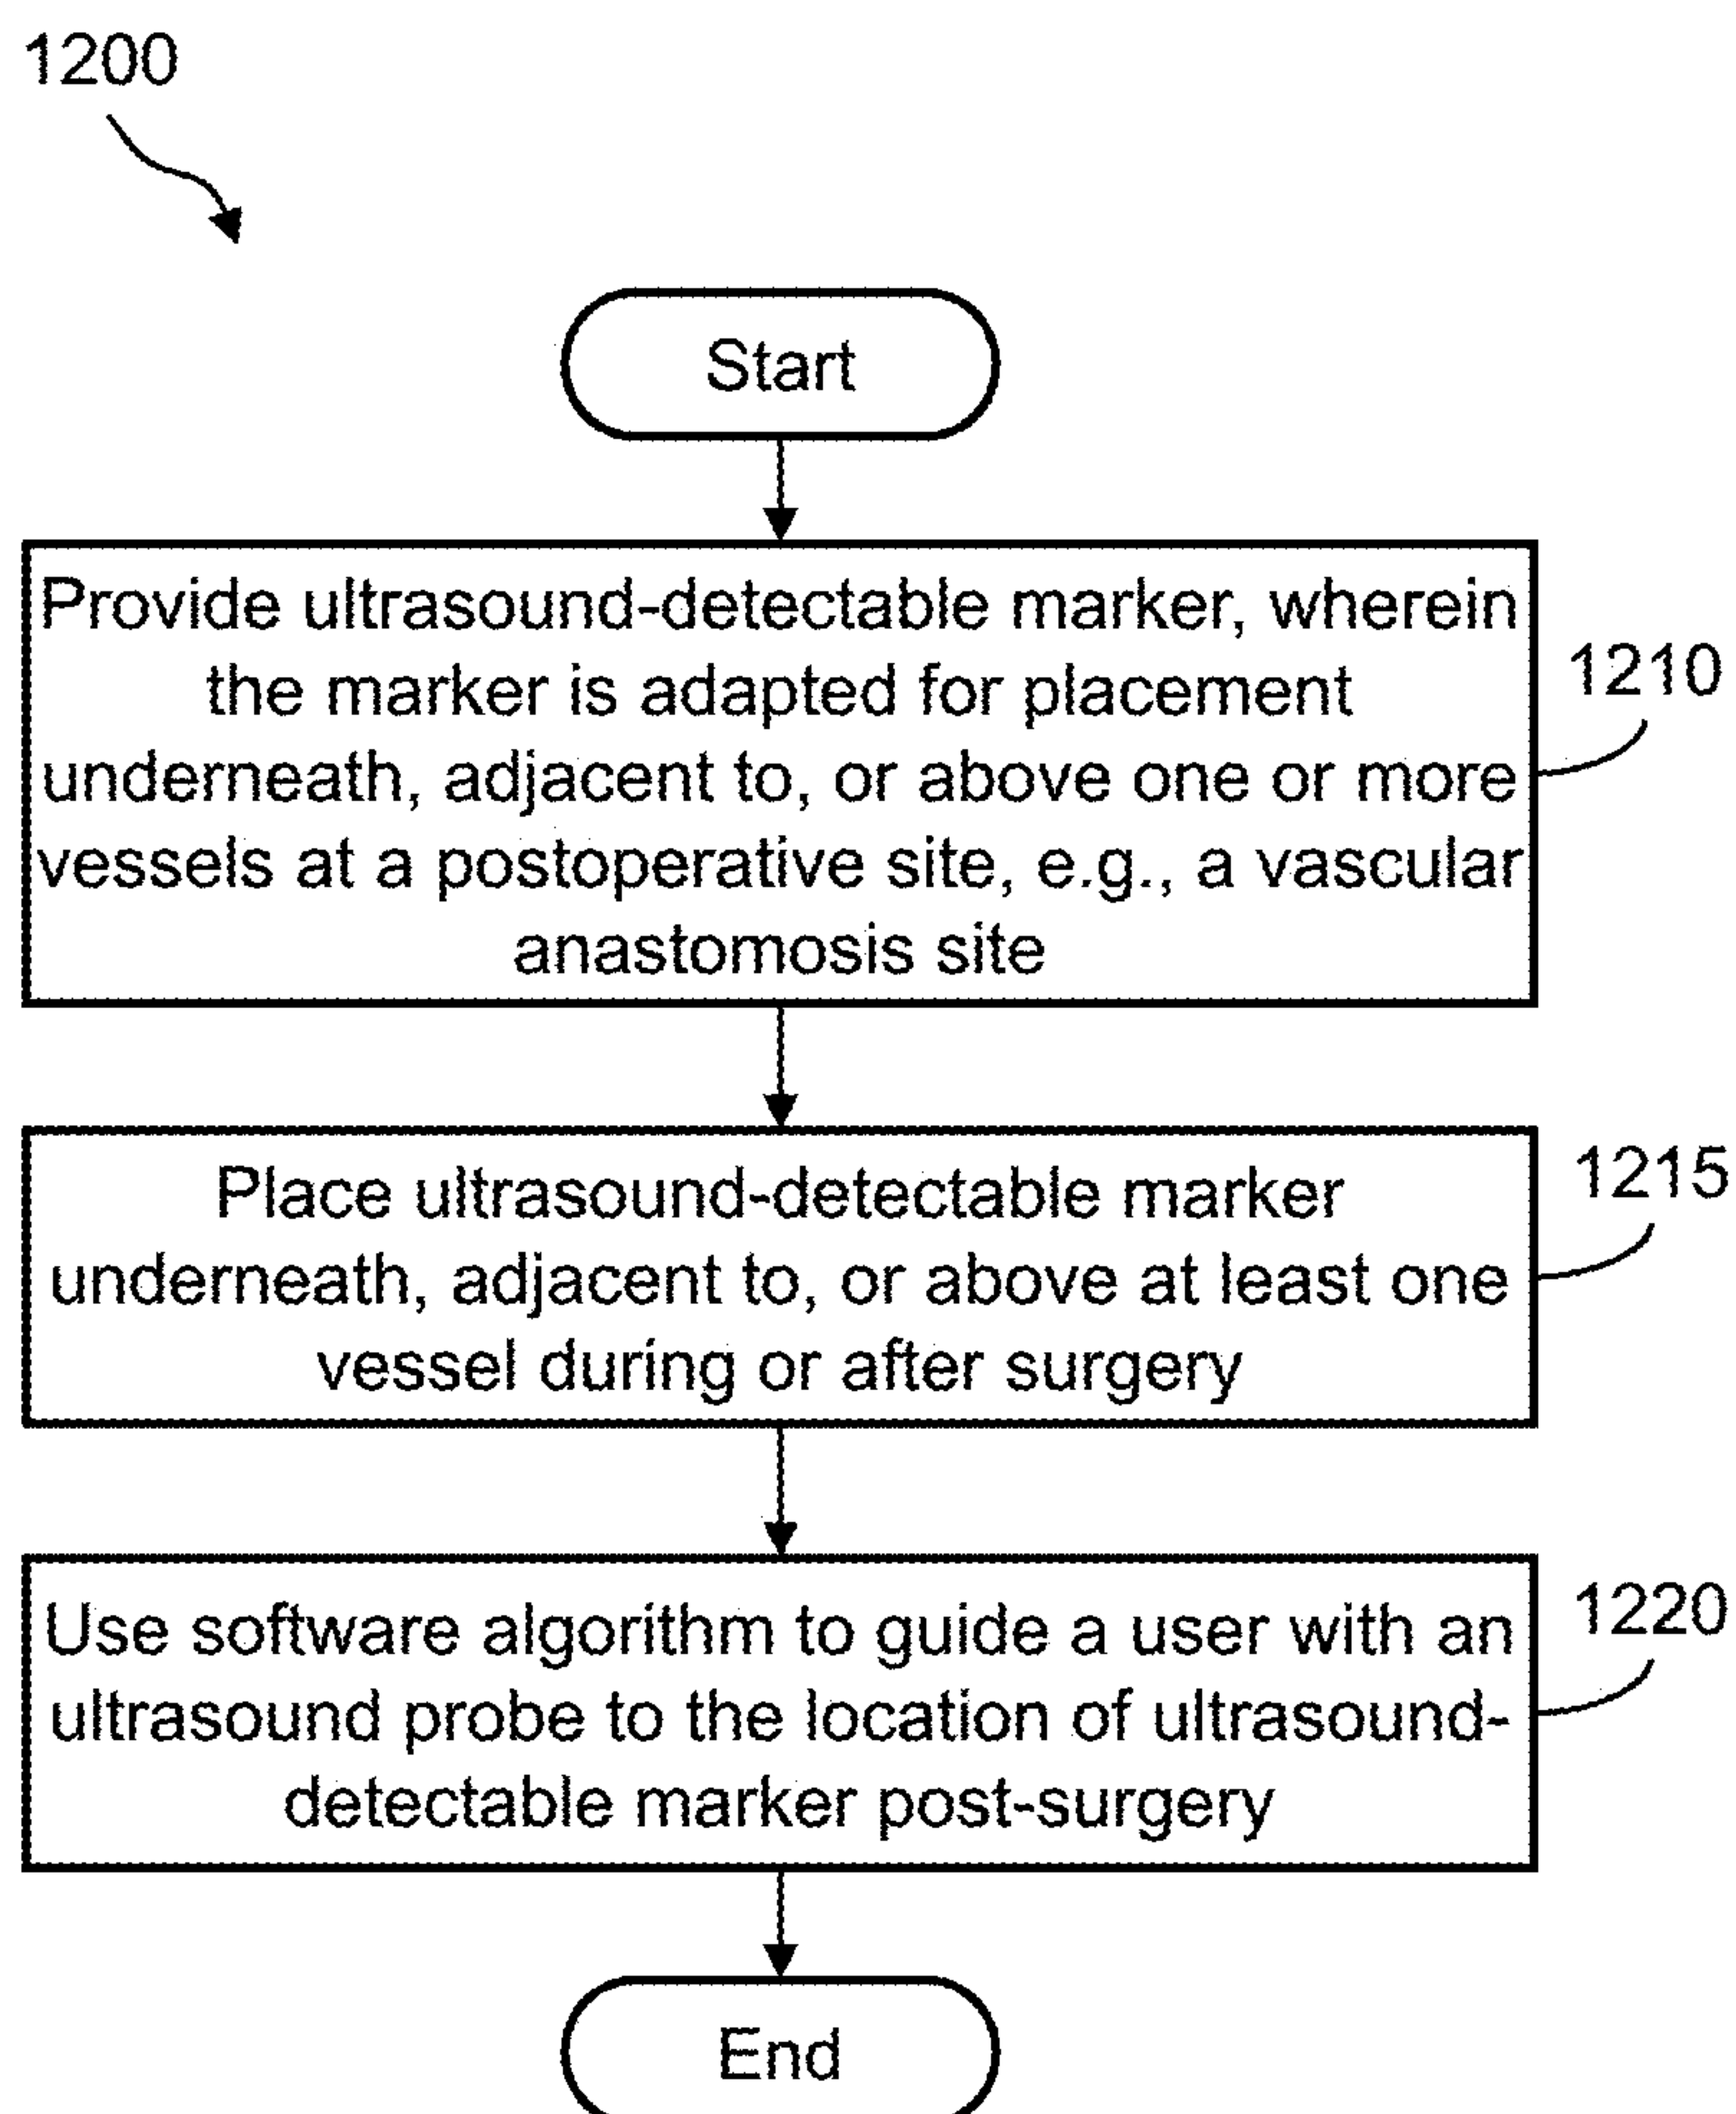 1200
Start
Provide ultrasound-detectable marker, wherein
the marker is adapted for placement
underneath, adjacent to, or above one or more
vessels at a postoperative site, e.g., a vascular
anastomosis site
1210
Place ultrasound-detectable marker
underneath, adjacent to, or above at least one
vessel during or after surgery
1215
Use software algorithm to guide a user with an
ultrasound probe to the location of ultrasound-
detectable marker post-surgery
1220
End